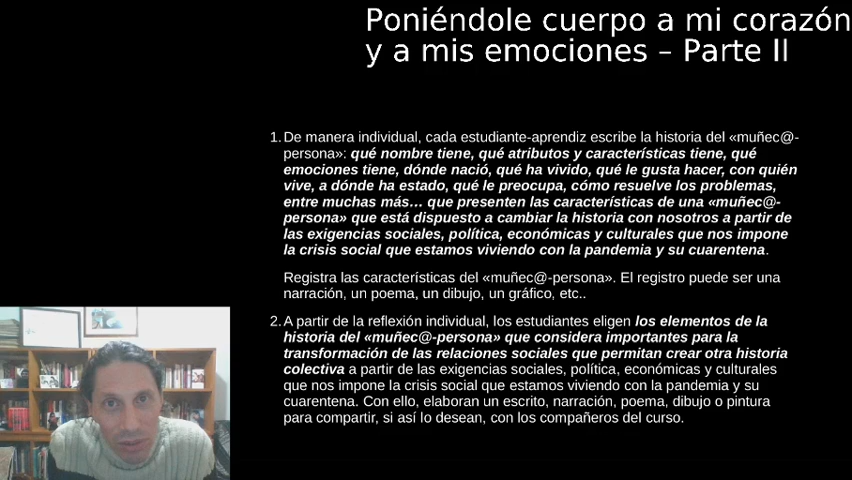 Poniéndole cuerpo a mi corazón
y a mis emociones – Parte II
1. De manera individual, cada estudiante-aprendiz escribe la historia del «muñec@-
persona»: qué nombre tiene, qué atributos y características tiene, qué
emociones tiene, dónde nació, qué ha vivido, qué le gusta hacer, con quién
vive, a dónde ha estado, qué le preocupa, cómo resuelve los problemas,
entre muchas más… que presenten las características de una «muñec@-
persona» que está dispuesto a cambiar la historia con nosotros a partir de
las exigencias sociales, política, económicas y culturales que nos impone
la crisis social que estamos viviendo con la pandemia y su cuarentena.
Registra las características del «muñec@-persona». El registro puede ser una
narración, un poema, un dibujo, un gráfico, etc..
2. A partir de la reflexión individual, los estudiantes eligen los elementos de la
historia del «muñec@-persona» que considera importantes para la
transformación de las relaciones sociales que permitan crear otra historia
colectiva a partir de las exigencias sociales, política, económicas y culturales
que nos impone la crisis social que estamos viviendo con la pandemia y su
cuarentena. Con ello, elaboran un escrito, narración, poema, dibujo o pintura
para compartir, si así lo desean, con los compañeros del curso.